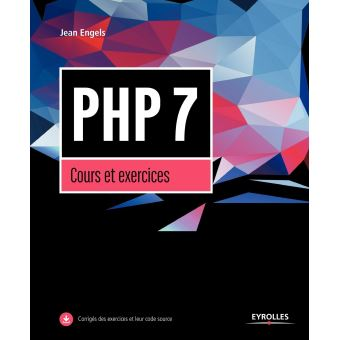 Jean Engels
PHP 7
Cours et exercices
Corrigés des exercices et leur code source
EYROLLES